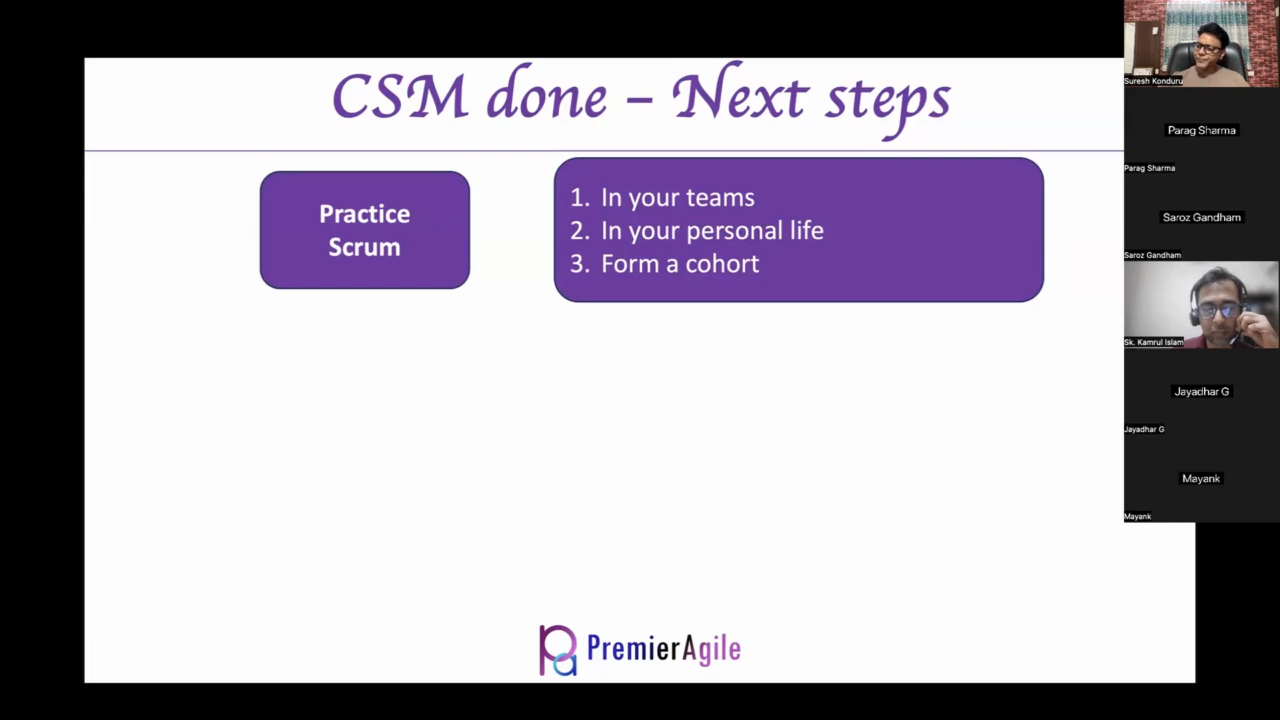 CSM done – Next steps
Practice
Scrum
1. In your teams
2. In your personal life
3. Form a cohort
PremierAgile
Suresh Konduru
Parag Sharma
Parag Sharma
Saroz Gandham
Saroz Gandham
Sk. Kamrul Islam
Jayadhar G
Jayadhar G
Mayank
Mayank